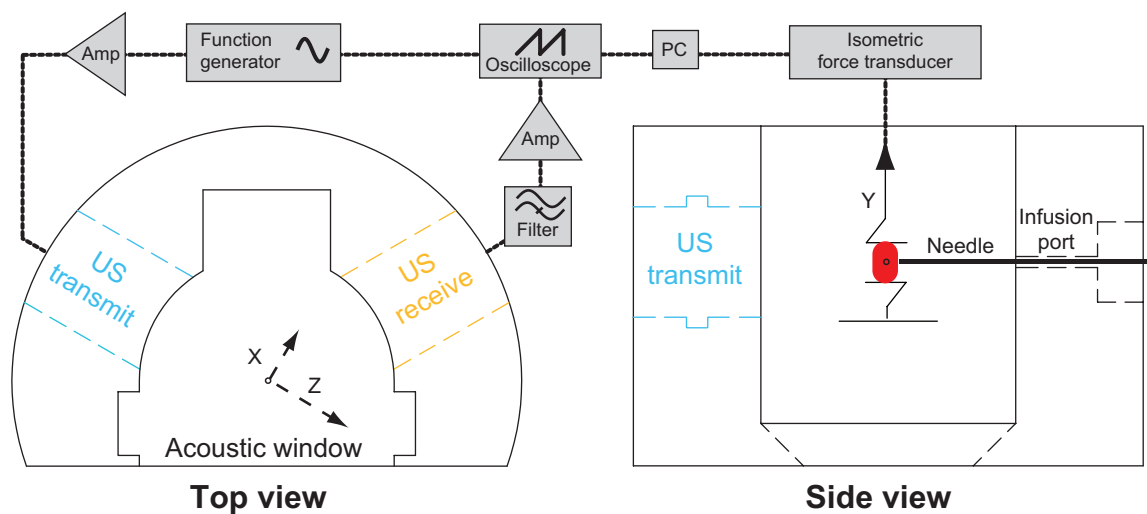 Amp
Function
generator
Oscilloscope
PC
Isometric
force transducer
Amp
Filter
US
transmit
US
receive
X
Z
Acoustic window
Top view
US
transmit
Y
Needle
Infusion
port
Side view